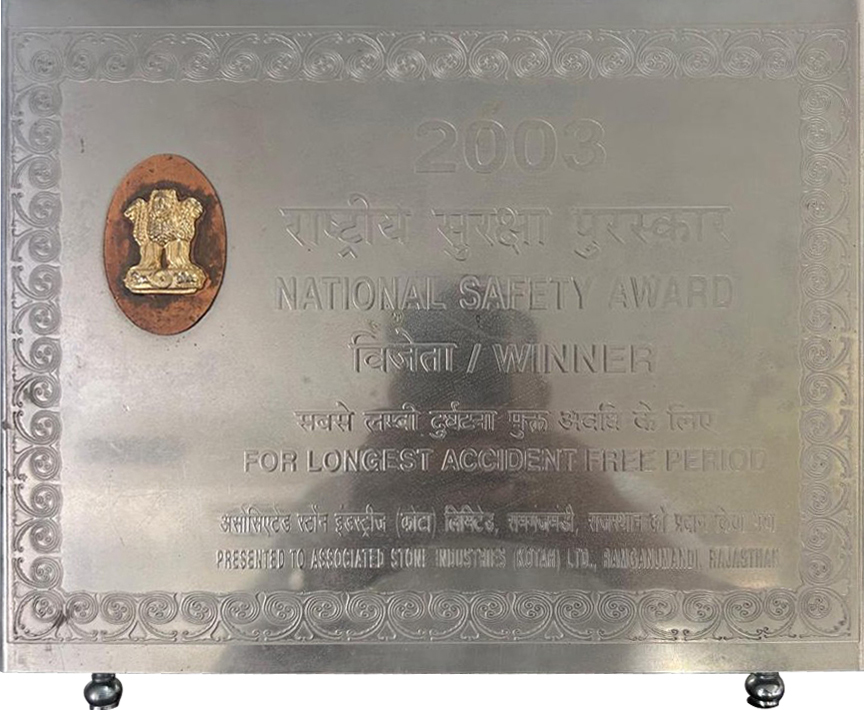 2003
राष्ट्रीय सुरक्षा पुरस्कार
NATIONAL SAFETY AWARD
विजेता / WINNER
सबसे लम्बी दुर्घटना मुक्त अवधि के लिए
FOR LONGEST ACCIDENT FREE PERIOD
असोसिएटेड स्टोन इंडस्ट्रीज (कोटा) लिमिटेड, रामगंजमंडी, राजस्थान को प्रदान किया गया
PRESENTED TO ASSOCIATED STONE INDUSTRIES (KOTAH) LTD., RAMGANJMANDI, RAJASTHAN